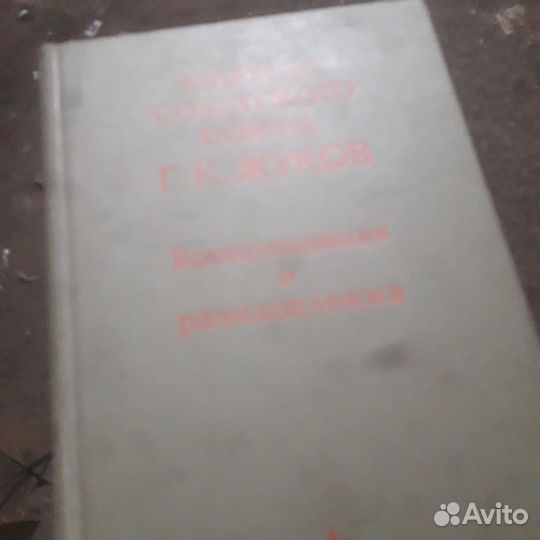 МАРШАЛ
СОВЕТСКОГО
СОЮЗА
Г. К. ЖУКОВ
Воспоминания
и
размышления
Avito